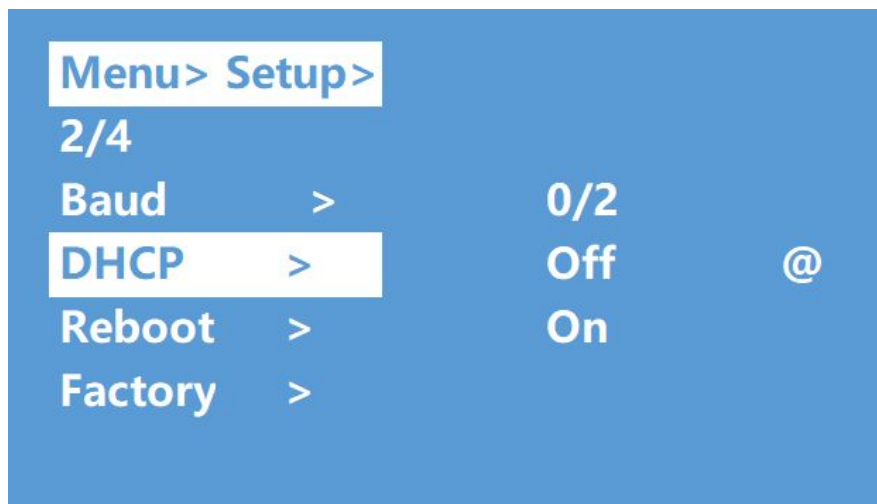 Menu> Setup>
2/4
Baud > 0/2
DHCP > Off @
Reboot > On
Factory >